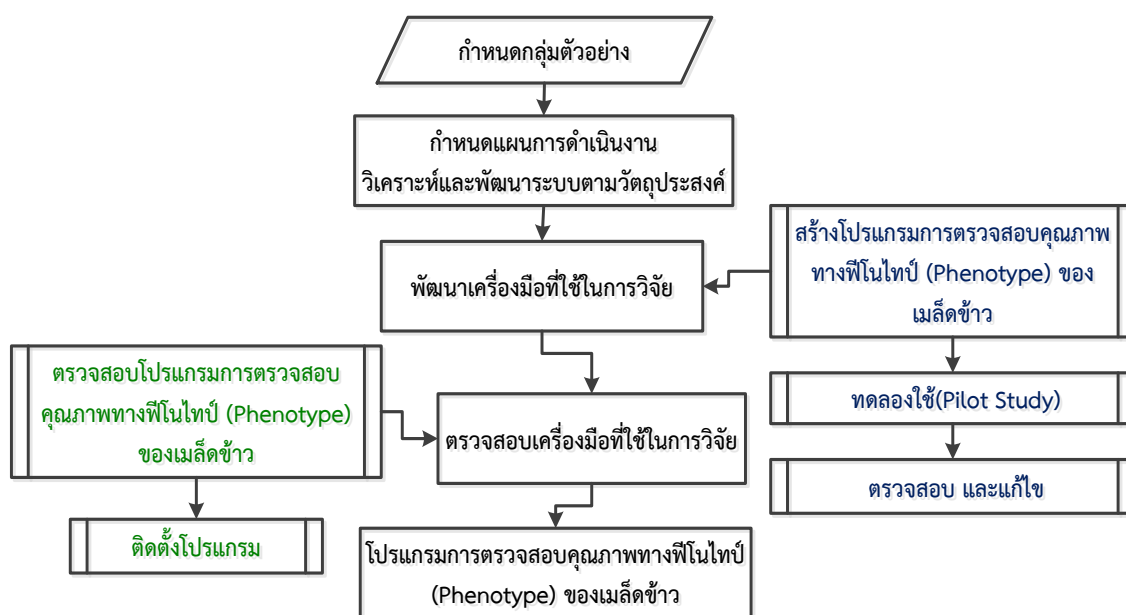 กำหนดกลุ่มตัวอย่าง
กำหนดแผนการดำเนินงาน
วิเคราะห์และพัฒนาระบบตามวัตถุประสงค์
พัฒนาเครื่องมือที่ใช้ในการวิจัย
สร้างโปรแกรมการตรวจสอบคุณภาพ
ทางฟีโนไทป์ (Phenotype) ของ
เมล็ดข้าว
ทดลองใช้(Pilot Study)
ตรวจสอบ และแก้ไข
ตรวจสอบโปรแกรมการตรวจสอบ
คุณภาพทางฟีโนไทป์ (Phenotype)
ของเมล็ดข้าว
ติดตั้งโปรแกรม
ตรวจสอบเครื่องมือที่ใช้ในการวิจัย
โปรแกรมการตรวจสอบคุณภาพทางฟีโนไทป์
(Phenotype) ของเมล็ดข้าว